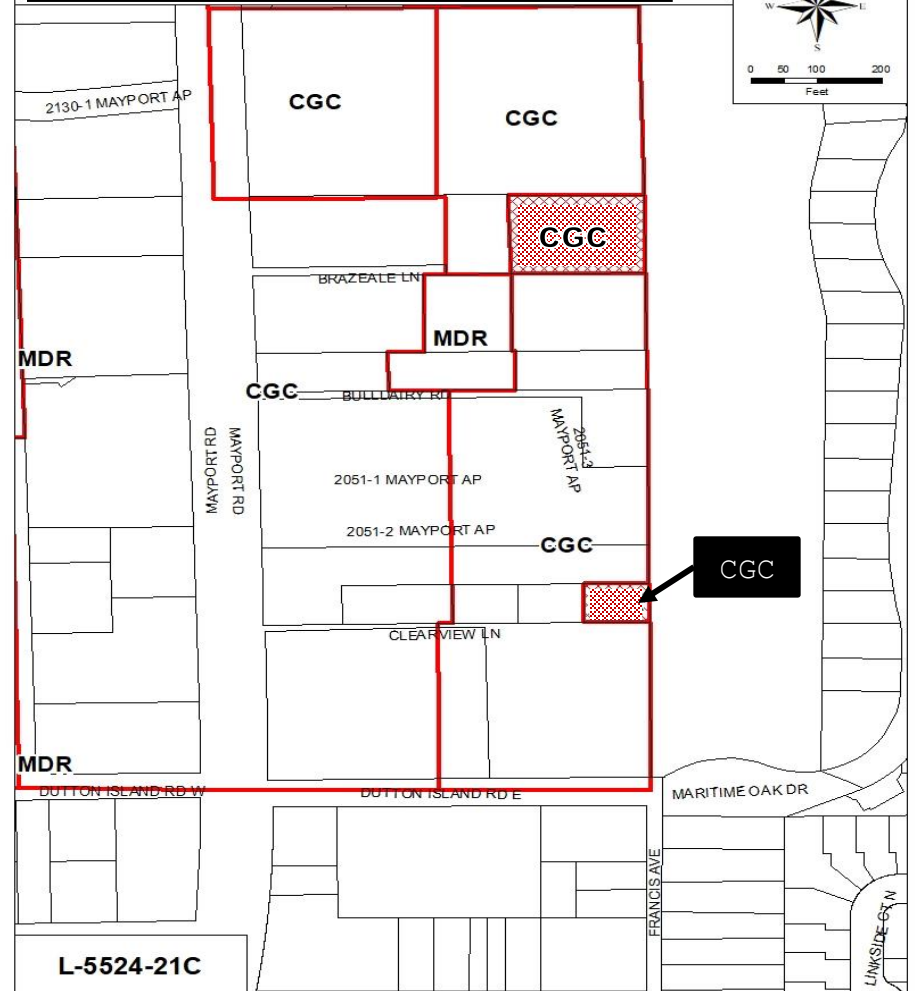 W E
S
0 50 100 200
Feet
2130-1 MAYPORT AP
CGC
CGC
CGC
BRAZEALE LN
MDR
MDR
CGC
BULLDAIRY RD
MAYPORT RD
MAYPORT RD
2051-3
MAYPORT AP
2051-1 MAYPORT AP
2051-2 MAYPORT AP
CGC
CGC
CLEARVIEW LN
MDR
DUTTON ISLAND RD W
DUTTON ISLAND RD E
MARITIME OAK DR
FRANCIS AVE
LINKSIDE CT N
L-5524-21C